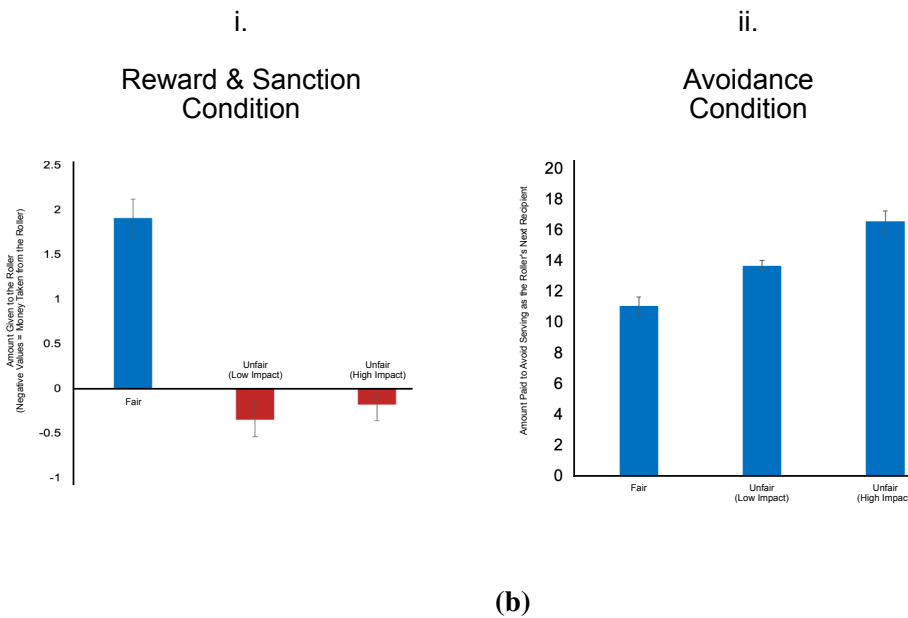 i.
Reward & Sanction
Condition
Amount Given to the Roller
(Negative Values = Money Taken from the Roller)
2.5
2
1.5
1
0.5
0
-0.5
-1
Fair
Unfair
(Low Impact)
Unfair
(High Impact)
ii.
Avoidance
Condition
Amount Paid to Avoid Serving as the Roller's Next Recipient
20
18
16
14
12
10
8
6
4
2
0
Fair
Unfair
(Low Impact)
Unfair
(High Impac
(b)